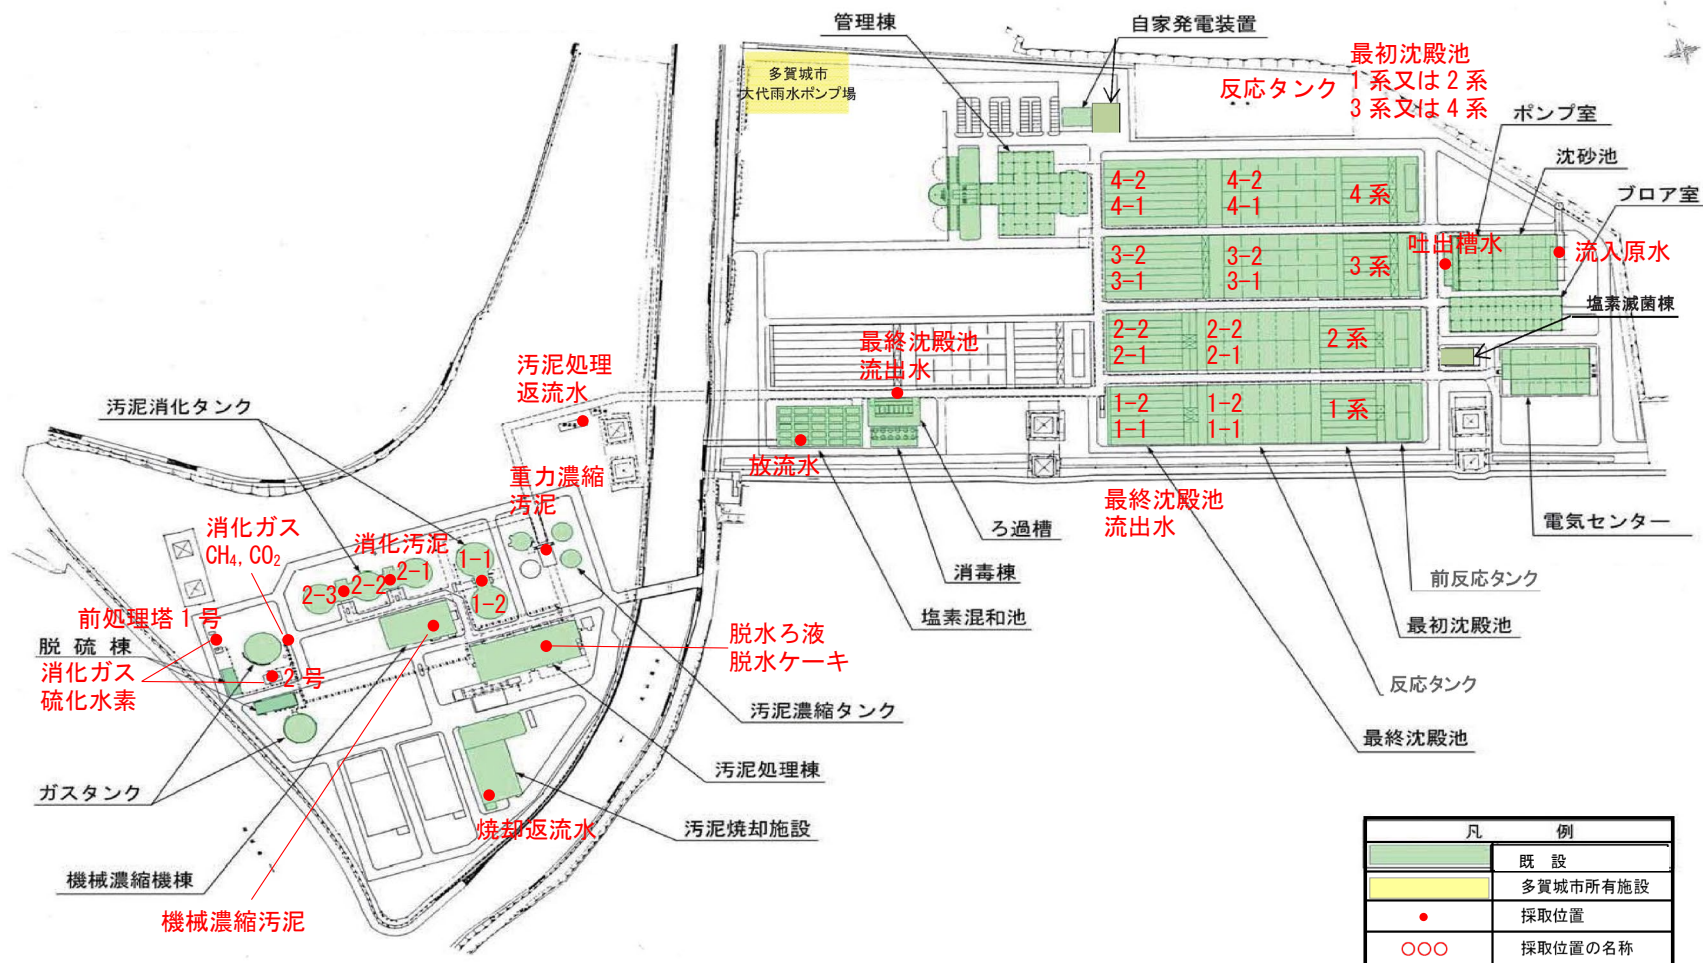 管理棟
自家発電装置
多賀城市
大代雨水ポンプ場
反応タンク
最初沈殿池
1系又は2系
3系又は4系
ポンプ室
沈砂池
ブロア室
4-2
4-1
4-2
4-1
4系
3-2
3-1
3-2
3-1
3系
吐出槽水
流入原水
塩素滅菌棟
2-2
2-1
2-2
2-1
2系
最終沈殿池
流出水
1-2
1-1
1-2
1-1
1系
汚泥処理
返流水
汚泥消化タンク
放流水
重力濃縮
汚泥
最終沈殿池
流出水
ろ過槽
電気センター
消毒棟
前反応タンク
塩素混和池
最初沈殿池
消化ガス
CH₄, CO₂
消化汚泥
1-1
1-2
2-1
2-2
2-3
前処理塔1号
脱硫棟
消化ガス
硫化水素
2号
脱水ろ液
脱水ケーキ
反応タンク
汚泥濃縮タンク
最終沈殿池
汚泥処理棟
ガスタンク
焼却返流水
汚泥焼却施設
機械濃縮機棟
機械濃縮汚泥
凡 例
既 設
多賀城市所有施設
採取位置
○○○ 採取位置の名称